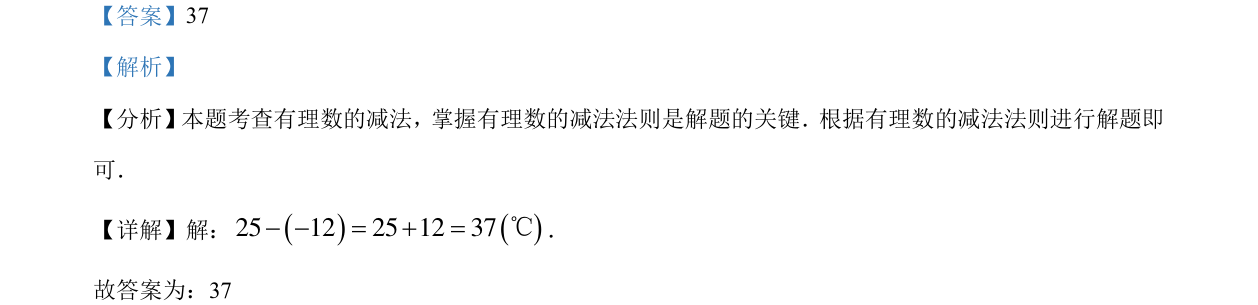 【答案】37
【解析】
【分析】本题考查有理数的减法，掌握有理数的减法法则是解题的关键．根据有理数的减法法则进行解题即
可．
【详解】解：25−(−12)=25+12=37(℃)．
故答案为：37